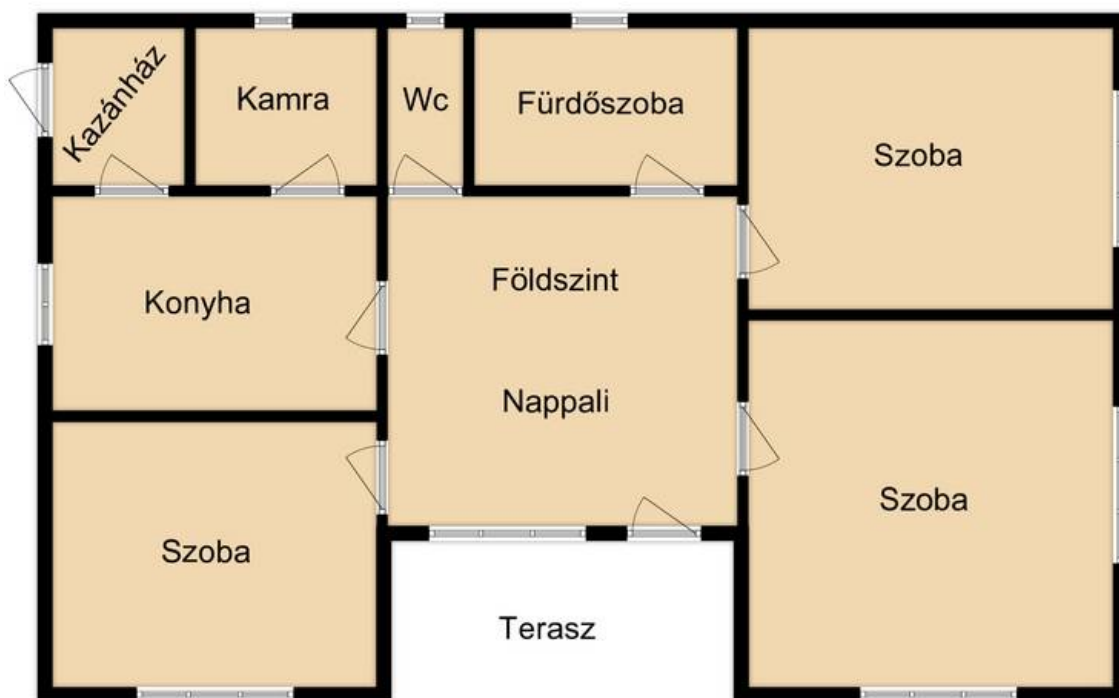 Kazánház
Kamra
Wc
Fürdőszoba
Szoba
Konyha
Földszint
Nappali
Szoba
Szoba
Terasz